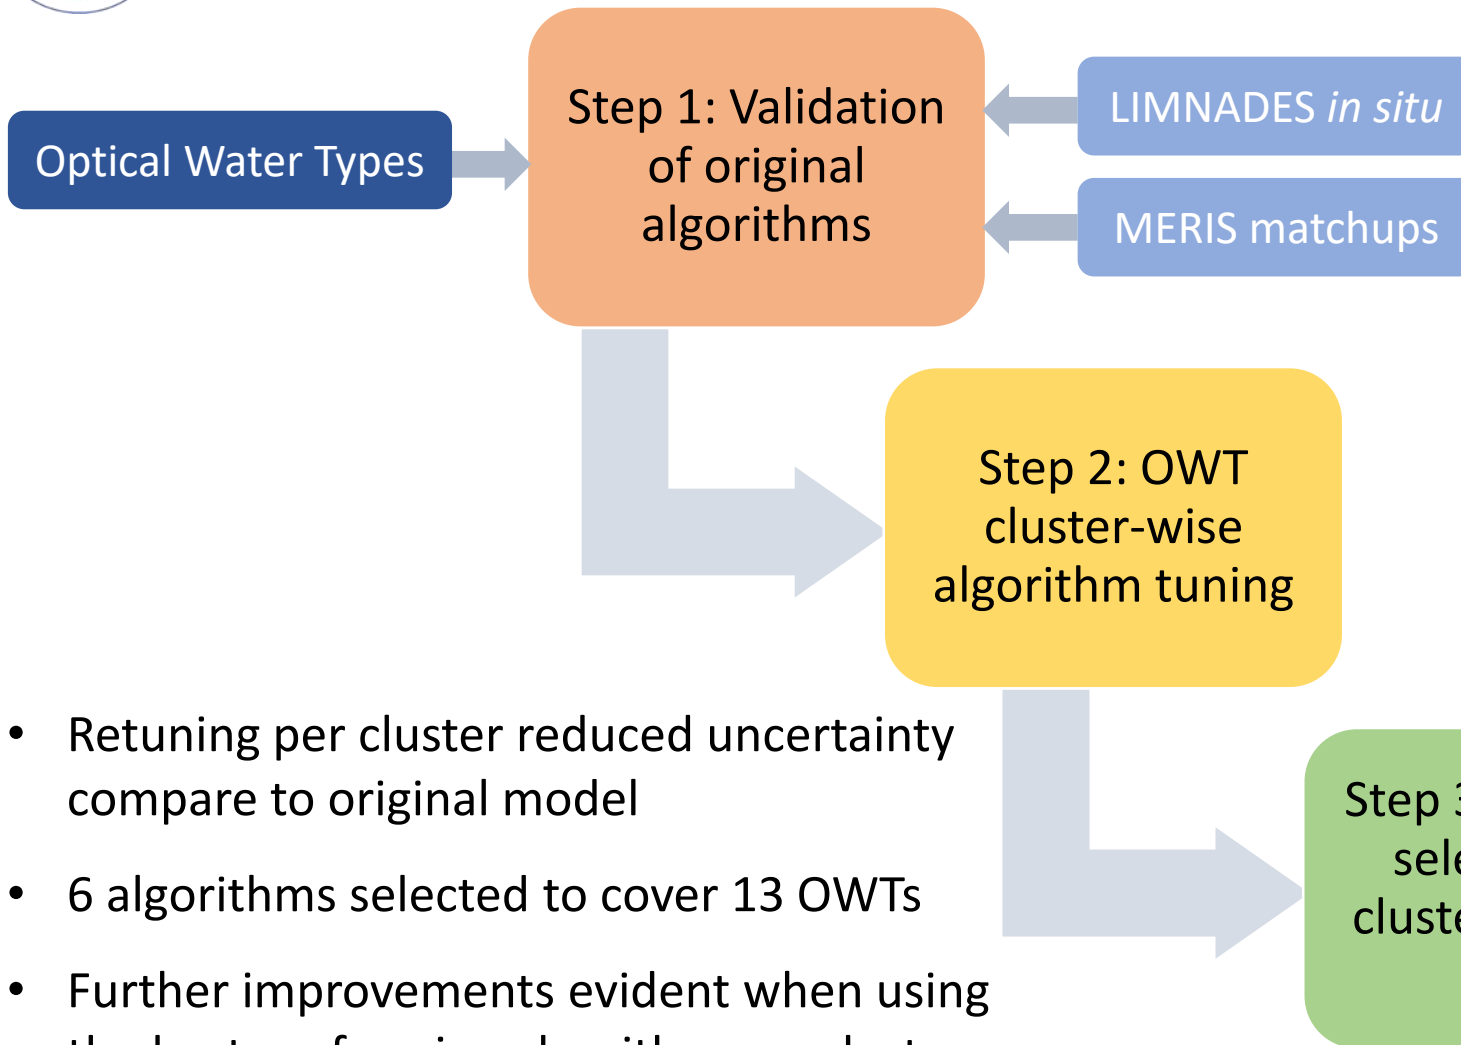 Optical Water Types
Step 1: Validation
of original
algorithms
LIMNADES in situ
MERIS matchups
Step 2: OWT
cluster-wise
algorithm tuning
Step
• Retuning per cluster reduced uncertainty
compare to original model
• 6 algorithms selected to cover 13 OWTs
• Further improvements evident when using